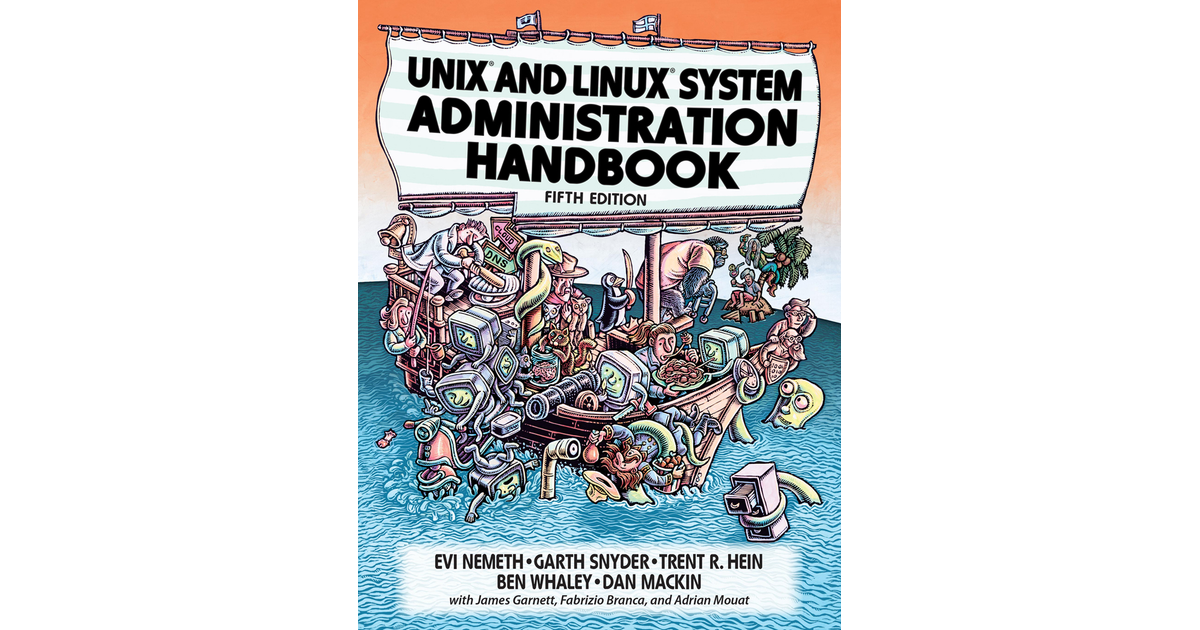 UNIX® AND LINUX® SYSTEM
ADMINISTRATION
HANDBOOK
FIFTH EDITION
CLOUD
DNS
EVI NEMETH • GARTH SNYDER • TRENT R. HEIN
BEN WHALEY • DAN MACKIN
with James Garnett, Fabrizio Branca, and Adrian Mouat